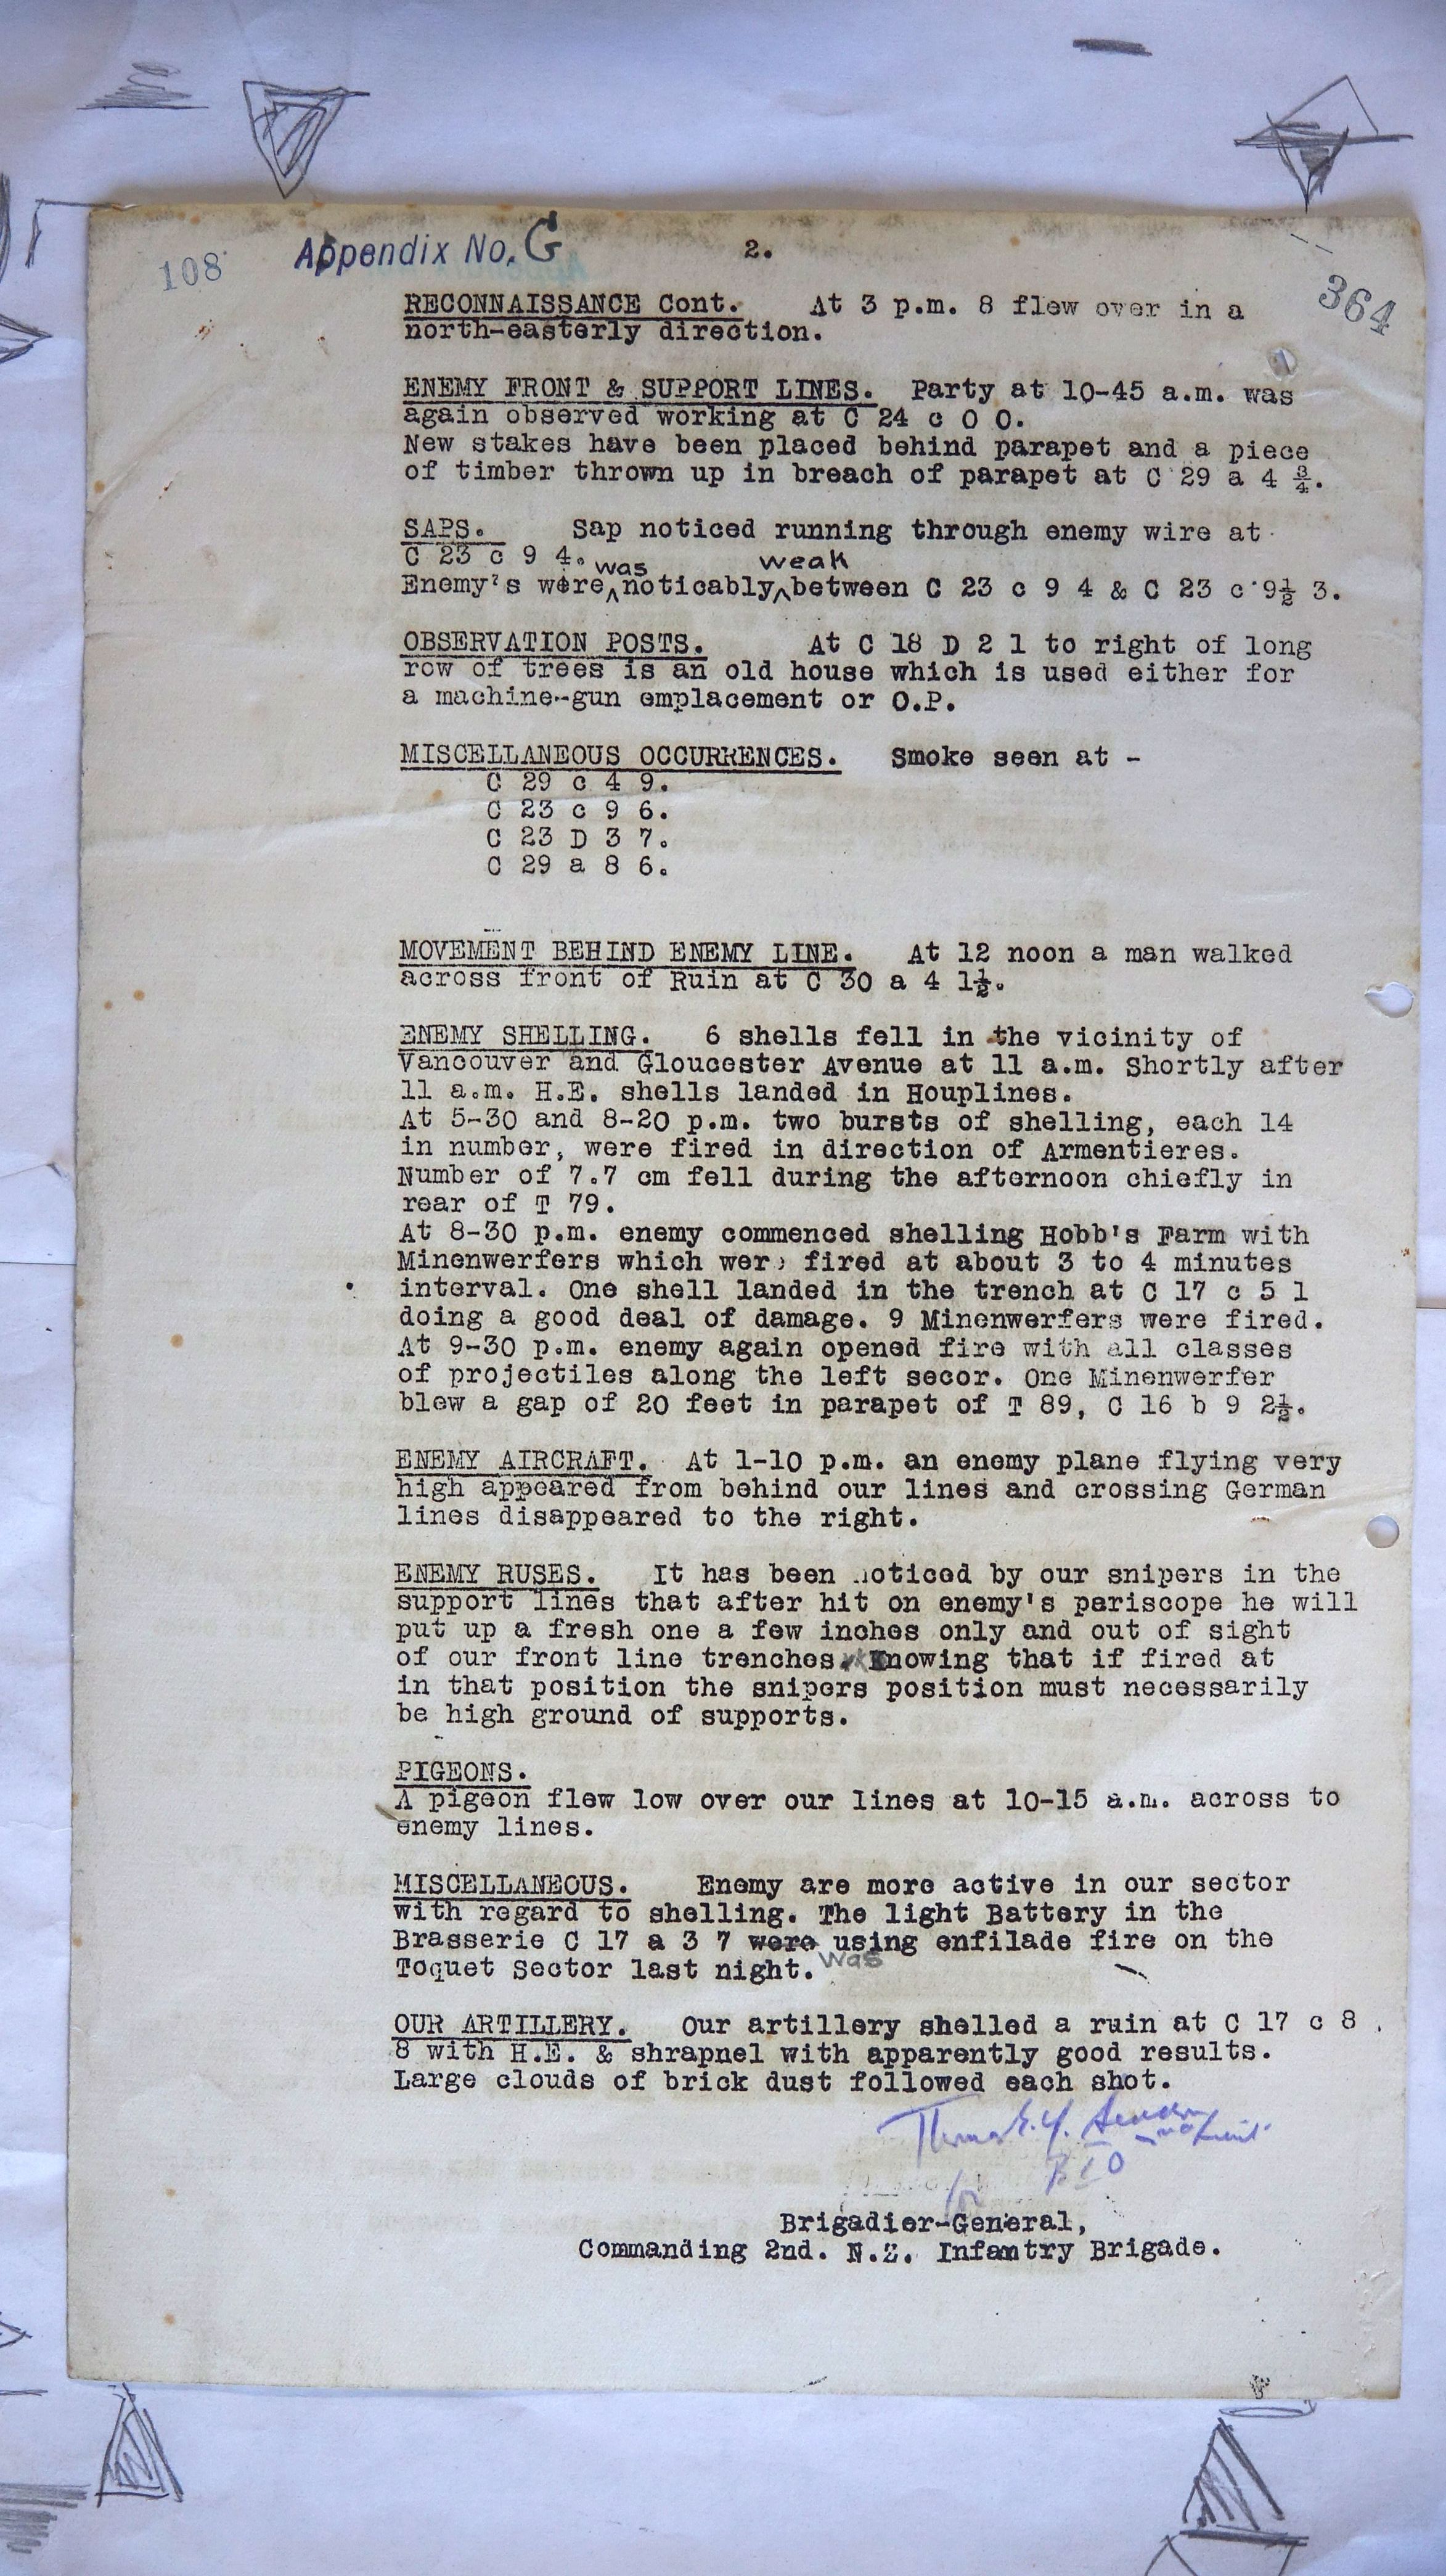 108 Appendix No. G 2. 364
RECONNAISSANCE Cont. At 3 p.m. 8 flew over in a
north-easterly direction.
ENEMY FRONT & SUPPORT LINES. Party at 10-45 a.m. was
again observed working at C 24 c 0 0.
New stakes have been placed behind parapet and a piece
of timber thrown up in breach of parapet at C 29 a 4 ¾.
SAPS. Sap noticed running through enemy wire at
C 23 c 9 4.
was weak
Enemy's wire ^ noticably ^ between C 23 c 9 4 & C 23 c 9½ 3.
OBSERVATION POSTS. At C 18 D 2 1 to right of long
row of trees is an old house which is used either for
a machine-gun emplacement or O.P.
MISCELLANEOUS OCCURRENCES. Smoke seen at -
C 29 c 4 9.
C 23 c 9 6.
C 23 D 3 7.
C 29 a 8 6.
MOVEMENT BEHIND ENEMY LINE. At 12 noon a man walked
across front of Ruin at C 30 a 4 1½.
ENEMY SHELLING. 6 shells fell in the vicinity of
Vancouver and Gloucester Avenue at 11 a.m. Shortly after
11 a.m. H.E. shells landed in Houplines.
At 5-30 and 8-20 p.m. two bursts of shelling, each 14
in number, were fired in direction of Armentieres.
Number of 7.7 cm fell during the afternoon chiefly in
rear of T 79.
At 8-30 p.m. enemy commenced shelling Hobb's Farm with
Minenwerfers which were fired at about 3 to 4 minutes
interval. One shell landed in the trench at C 17 c 5 1
doing a good deal of damage. 9 Minenwerfers were fired.
At 9-30 p.m. enemy again opened fire with all classes
of projectiles along the left secor. One Minenwerfer
blew a gap of 20 feet in parapet of T 89, C 16 b 9 2½.
ENEMY AIRCRAFT. At 1-10 p.m. an enemy plane flying very
high appeared from behind our lines and crossing German
lines disappeared to the right.
ENEMY RUSES. It has been noticed by our snipers in the
support lines that after hit on enemy's pariscope he will
put up a fresh one a few inches only and out of sight
of our front line trenches. Knowing that if fired at
in that position the snipers position must necessarily
be high ground of supports.
PIGEONS.
A pigeon flew low over our lines at 10-15 a.m. across to
enemy lines.
MISCELLANEOUS. Enemy are more active in our sector
with regard to shelling. The light Battery in the
Brasserie C 17 a 3 7 were using enfilade fire on the
Toquet Sector last night. was
OUR ARTILLERY. Our artillery shelled a ruin at C 17 c 8
8 with H.E. & shrapnel with apparently good results.
Large clouds of brick dust followed each shot.
BIO
for
Brigadier-General,
Commanding 2nd. N.Z. Infantry Brigade.